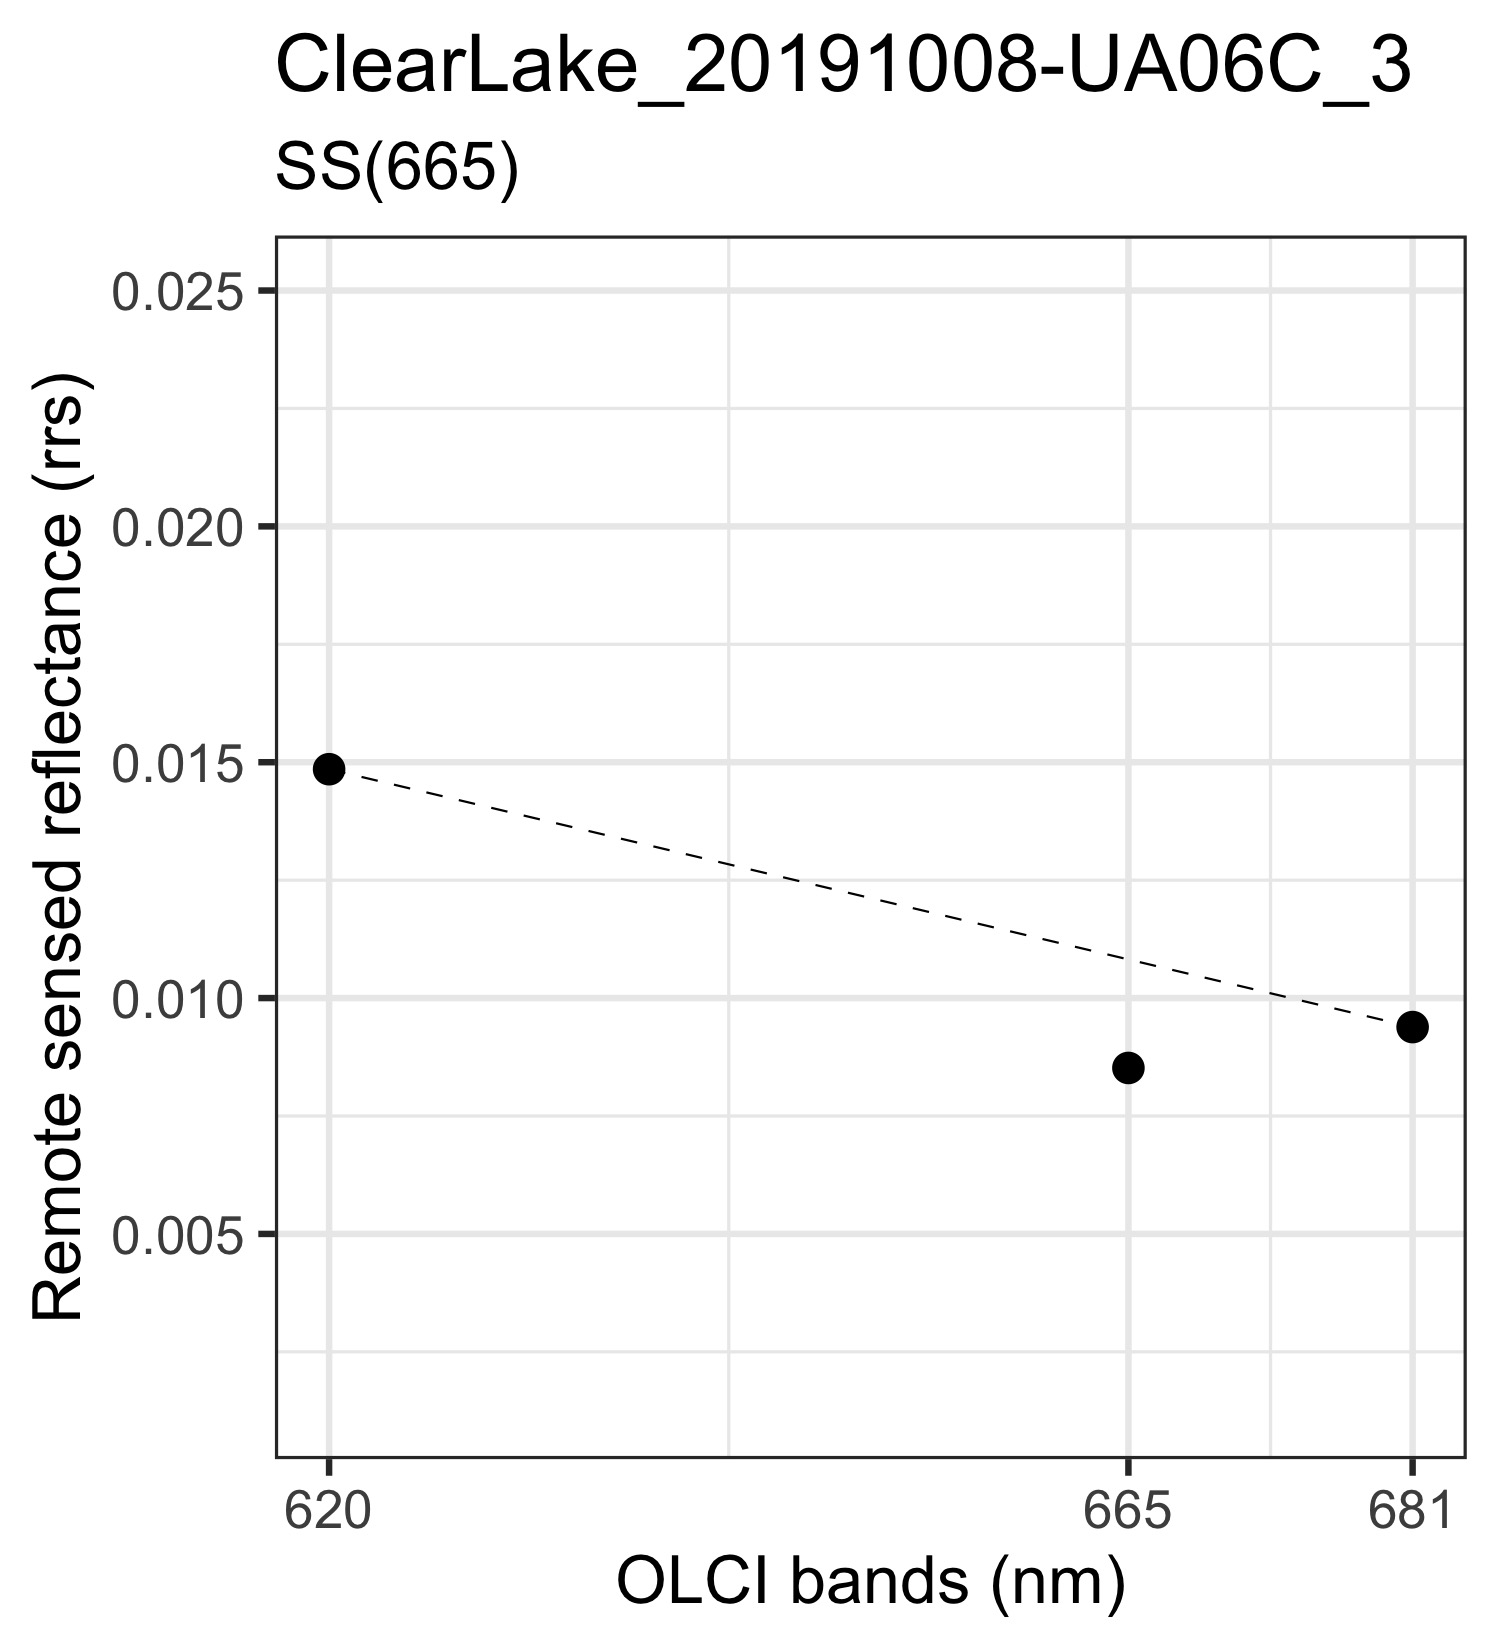 ClearLake_20191008-UA06C_3
SS(665)
Remote sensed reflectance (rrs)
0.025
0.020
0.015
0.010
0.005
620 665 681
OLCI bands (nm)